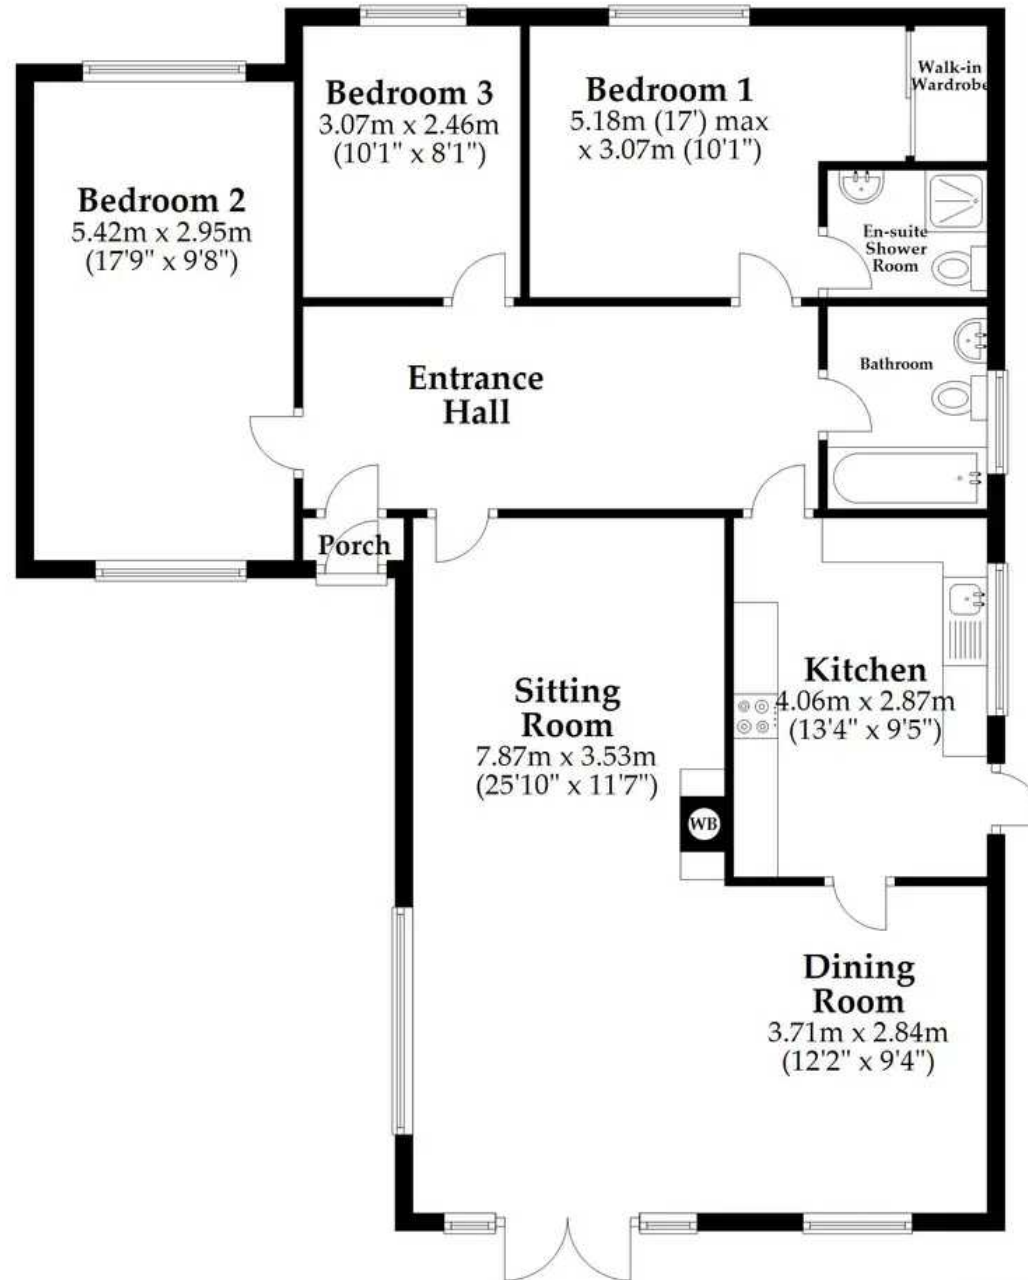 Bedroom 3
3.07m x 2.46m
(10'1" x 8'1")
Bedroom 1
5.18m (17') max
x 3.07m (10'1")
Walk-in
Wardrobe
Bedroom 2
5.42m x 2.95m
(17'9" x 9'8")
En-suite
Shower
Room
Bathroom
Entrance
Hall
Porch
Sitting
Room
7.87m x 3.53m
(25'10" x 11'7")
Kitchen
4.06m x 2.87m
(13'4" x 9'5")
WB
Dining
Room
3.71m x 2.84m
(12'2" x 9'4")